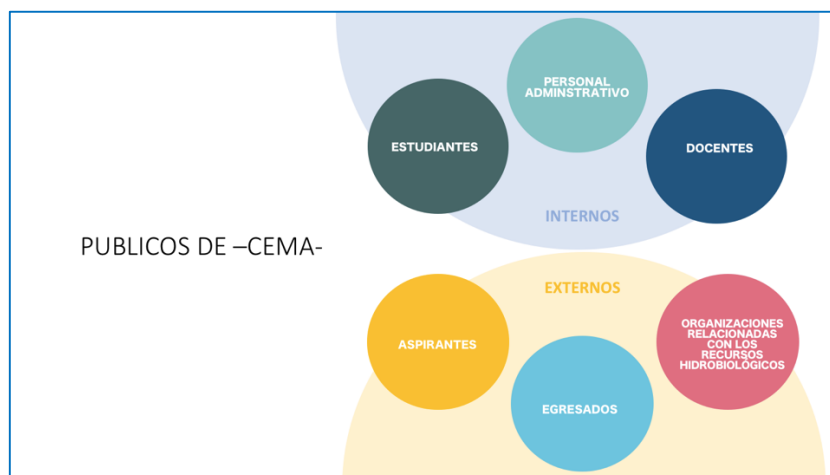 PUBLICOS DE –CEMA-
PERSONAL
ADMINSTRATIVO
ESTUDIANTES
DOCENTES
INTERNOS
EXTERNOS
ASPIRANTES
ORGANIZACIONES
RELACIONADAS
CON LOS
RECURSOS
HIDROBIOLÓGICOS
EGRESADOS